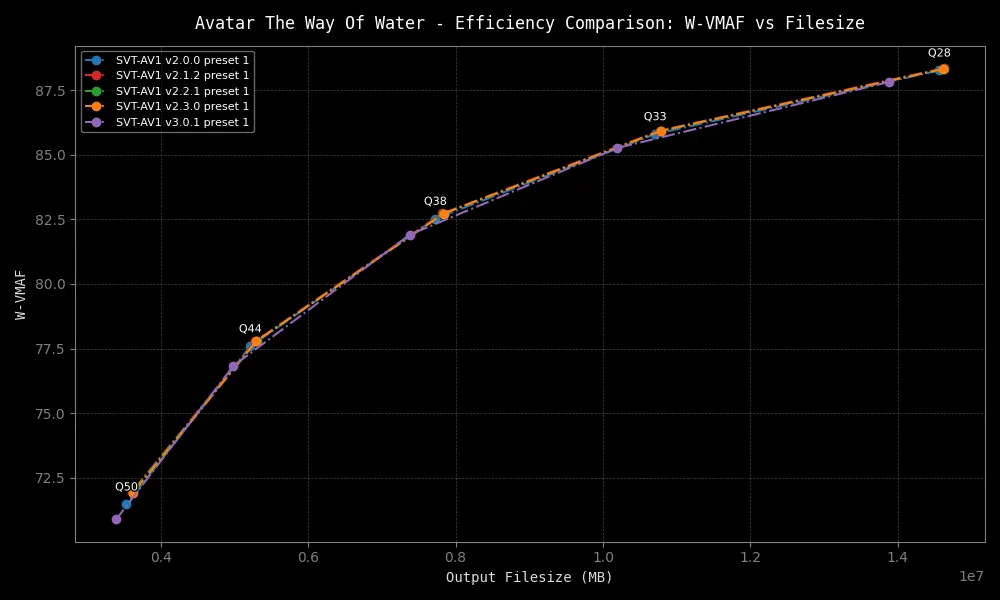 Avatar The Way Of Water - Efficiency Comparison: W-VMAF vs Filesize
SVT-AV1 v2.0.0 preset 1
SVT-AV1 v2.1.2 preset 1
SVT-AV1 v2.2.1 preset 1
SVT-AV1 v2.3.0 preset 1
SVT-AV1 v3.0.1 preset 1
Q28
Q33
Q38
Q44
Q50
87.5
85.0
82.5
80.0
77.5
75.0
72.5
W-VMAF
0.4 0.6 0.8 1.0 1.2 1.4
1e7
Output Filesize (MB)